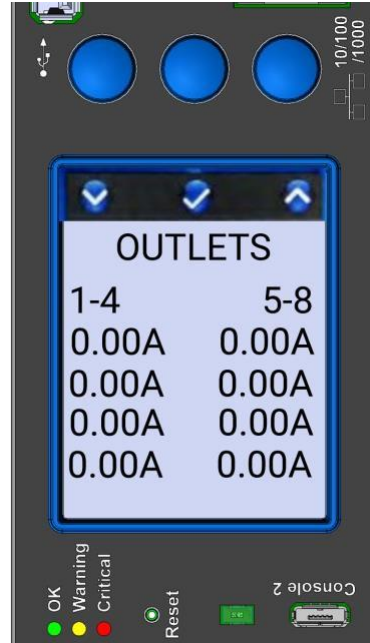 10/100
/1000
OUTLETS
1-4 5-8
0.00A 0.00A
0.00A 0.00A
0.00A 0.00A
0.00A 0.00A
OK
Warning
Critical
Reset
Console 2